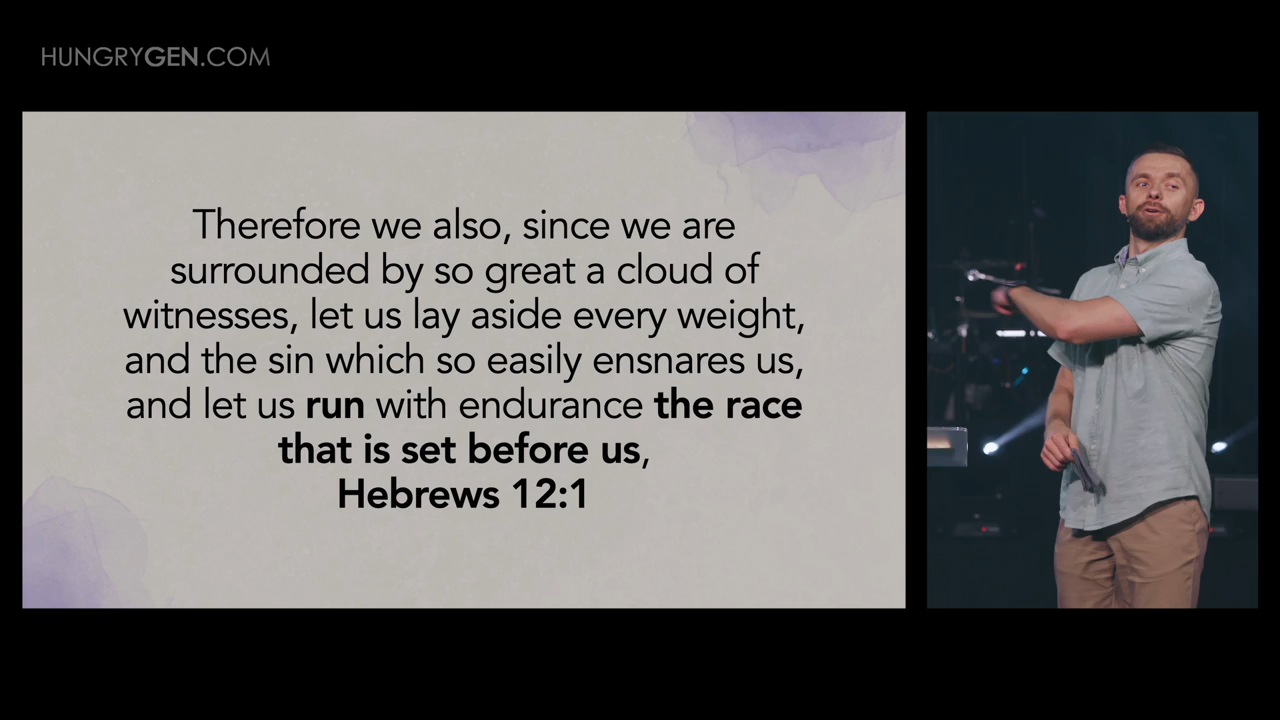 HUNGRYGEN.COM
Therefore we also, since we are
surrounded by so great a cloud of
witnesses, let us lay aside every weight,
and the sin which so easily ensnares us,
and let us run with endurance the race
that is set before us,
Hebrews 12:1